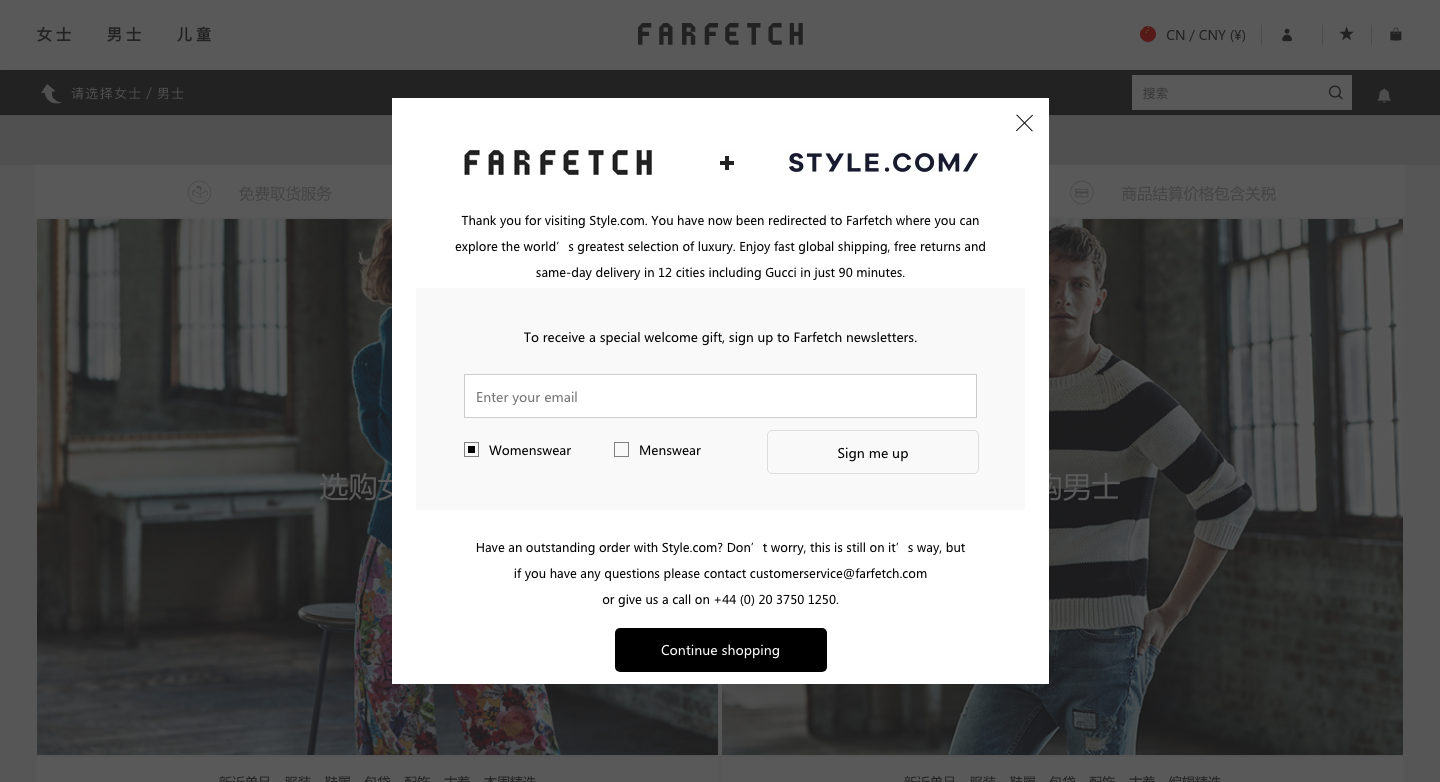 女士 男士 儿童
FARFETCH
CN / CNY (¥)
请选择女士 / 男士
搜索
免费取货服务
商品结算价格包含关税
FARFETCH + STYLE.COM/
Thank you for visiting Style.com. You have now been redirected to Farfetch where you can
explore the world’s greatest selection of luxury. Enjoy fast global shipping, free returns and
same-day delivery in 12 cities including Gucci in just 90 minutes.
To receive a special welcome gift, sign up to Farfetch newsletters.
Enter your email
Womenswear Menswear
Sign me up
选购女
购男士
Have an outstanding order with Style.com? Don’t worry, this is still on it’s way, but
if you have any questions please contact customerservice@farfetch.com
or give us a call on +44 (0) 20 3750 1250.
Continue shopping